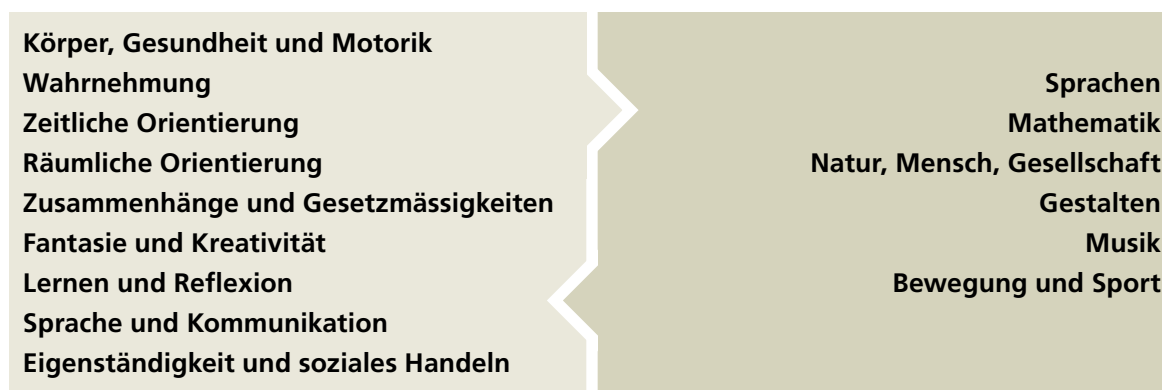 Körper, Gesundheit und Motorik
Wahrnehmung
Zeitliche Orientierung
Räumliche Orientierung
Zusammenhänge und Gesetzmässigkeiten
Fantasie und Kreativität
Lernen und Reflexion
Sprache und Kommunikation
Eigenständigkeit und soziales Handeln
Sprachen
Mathematik
Natur, Mensch, Gesellschaft
Gestalten
Musik
Bewegung und Sport